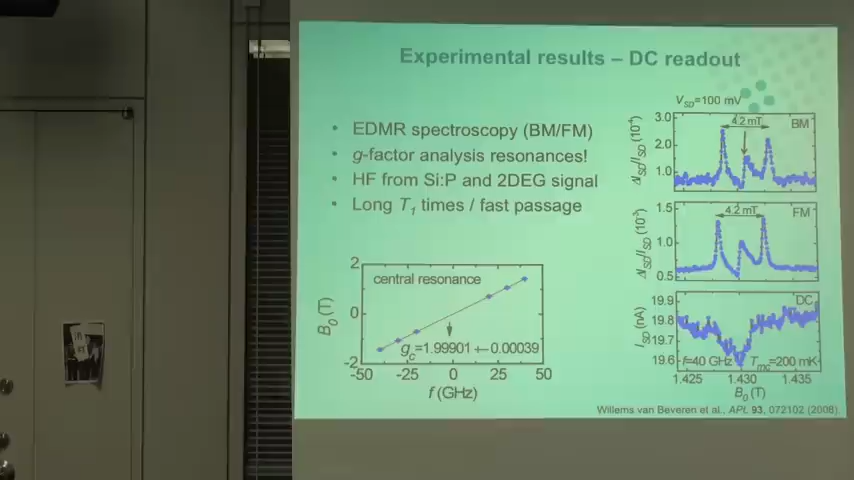 Experimental results – DC readout
• EDMR spectroscopy (BM/FM)
• g-factor analysis resonances!
• HF from Si:P and 2DEG signal
• Long T1 times / fast passage
VSD=100 mV
3.0
2.0
1.0
ΔISD/ISD (10⁻⁴)
4.2 mT
BM
1.5
1.0
0.5
4.2 mT
FM
19.9
19.8
19.7
19.6
ISD (nA)
DC
f=40 GHz
Tmc=200 mK
1.425
1.430
1.435
B0 (T)
2
0
-2
B0 (T)
central resonance
gc=1.99901 +-0.00039
-50
-25
0
25
50
f (GHz)
Willems van Beveren et al., APL 93, 072102 (2008).